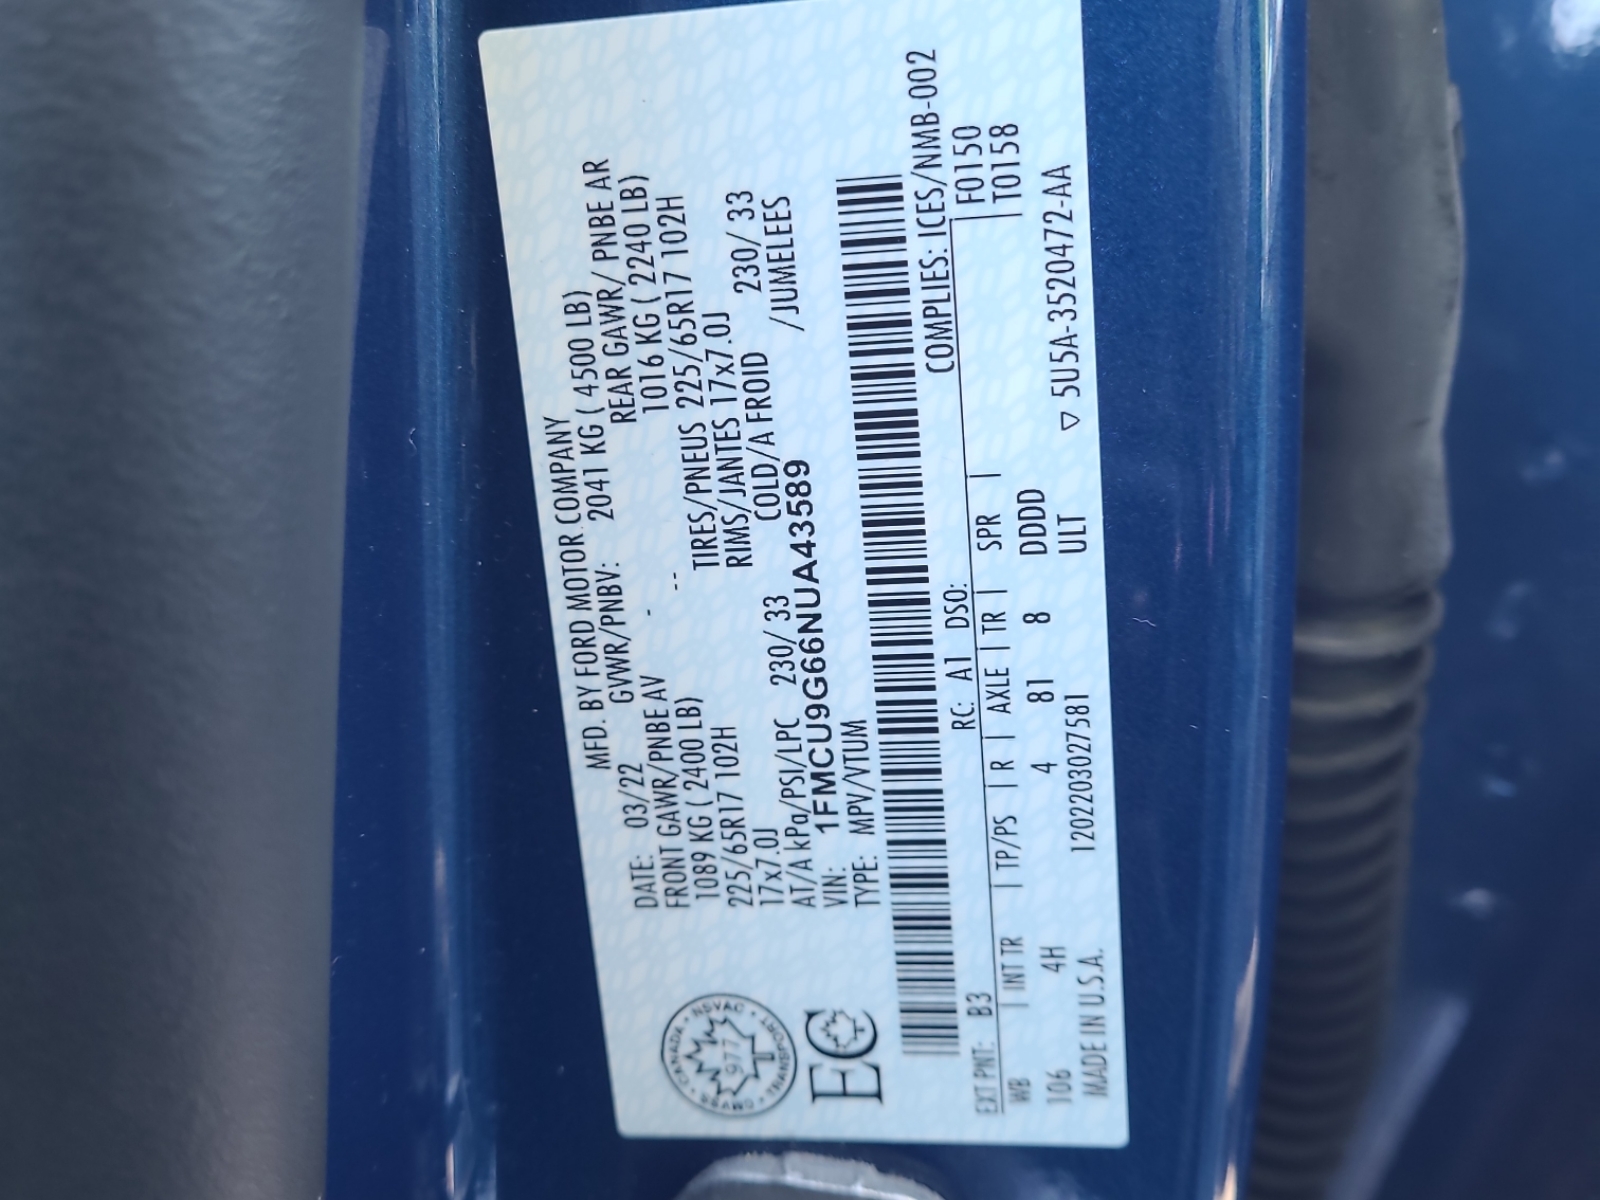 MFD. BY FORD MOTOR COMPANY
DATE: 03/22 GVWR/PNBV: 2041 KG ( 4500 LB)
FRONT GAWR/PNBE AV - REAR GAWR/ PNBE AR
1089 KG ( 2400 LB) -- 1016 KG ( 2240 LB)
225/65R17 102H TIRES/PNEUS 225/65R17 102H
17x7.0J RIMS/JANTES 17x7.0J
AT/A kPa/PSI/LPC 230/ 33 COLD/A FROID 230/ 33
VIN: 1FMCU9G66NUA43589 /JUMELEES
TYPE: MPV/VTUM
CANADA • NSVAC • TRANSPORT •
977
EC
COMPLIES: ICES/NMB-002
EXT PNT: B3 RC: A1 DSO: F0150
WB | INT TR | TP/PS | R | AXLE | TR | SPR | T0158
106 4H 4 81 8 DDDD
MADE IN U.S.A. 1202203027581 ULT ▽ 5U5A-3520472-AA